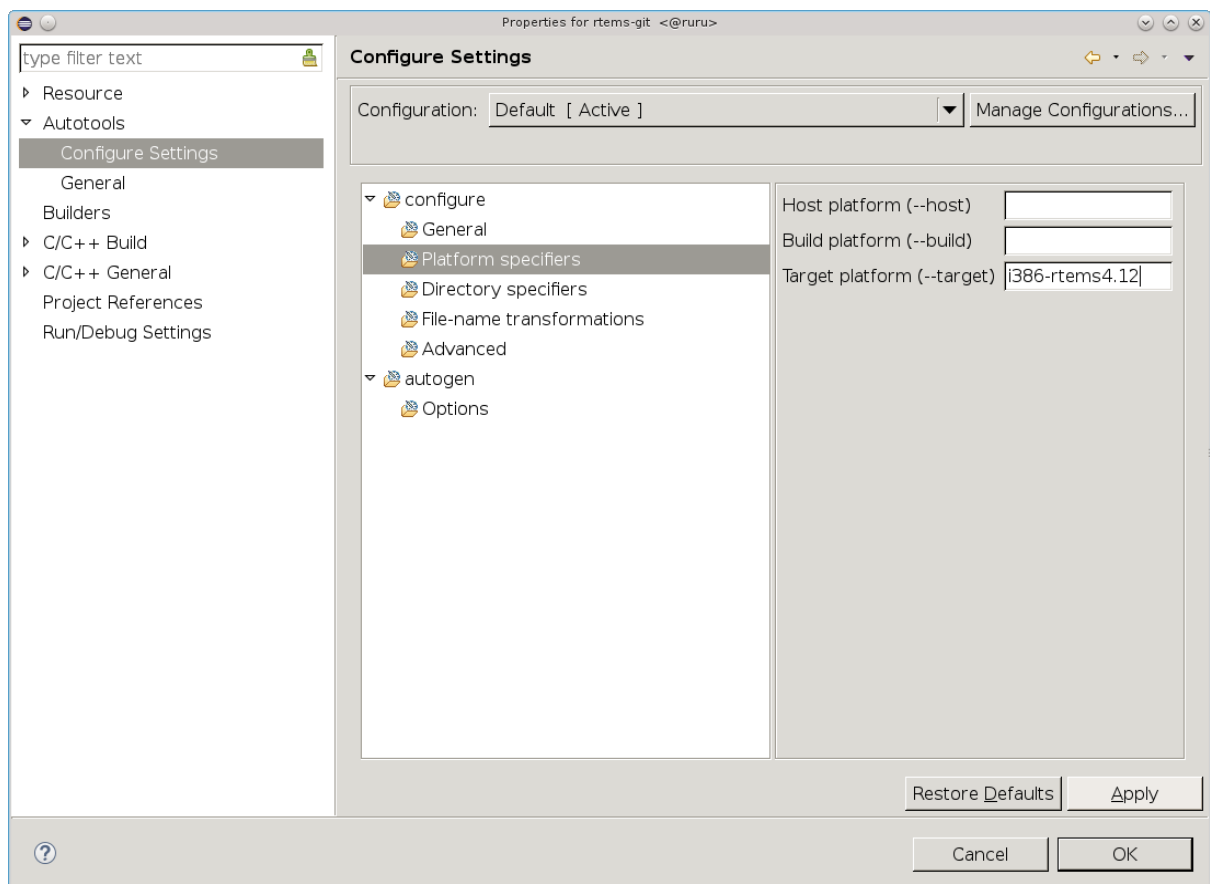 Properties for rtems-git <@ruru>
type filter text
Resource
Autotools
Configure Settings
General
Builders
C/C++ Build
C/C++ General
Project References
Run/Debug Settings
Configure Settings
Configuration: Default [ Active ] Manage Configurations...
configure
General
Platform specifiers
Directory specifiers
File-name transformations
Advanced
autogen
Options
Host platform (--host)
Build platform (--build)
Target platform (--target) i386-rtems4.12
Restore Defaults Apply
Cancel OK